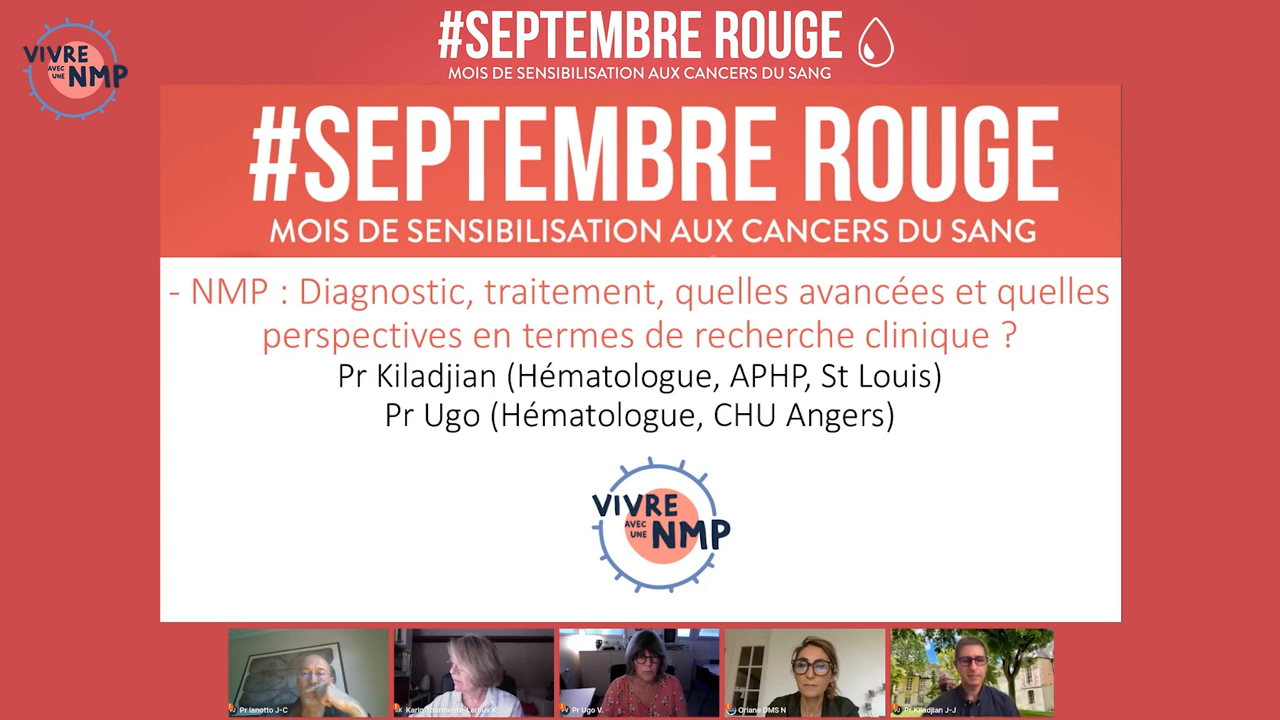 #SEPTEMBRE ROUGE
MOIS DE SENSIBILISATION AUX CANCERS DU SANG
VIVRE
AVEC
UNE NMP
#SEPTEMBRE ROUGE
MOIS DE SENSIBILISATION AUX CANCERS DU SANG
- NMP : Diagnostic, traitement, quelles avancées et quelles
perspectives en termes de recherche clinique ?
Pr Kiladjian (Hématologue, APHP, St Louis)
Pr Ugo (Hématologue, CHU Angers)
VIVRE
AVEC
UNE NMP
Pr Ianotto J-C
Karin Tourmente-Leroux K
Pr Ugo V.
Oriane DMS N
Pr Kiladjian J-J